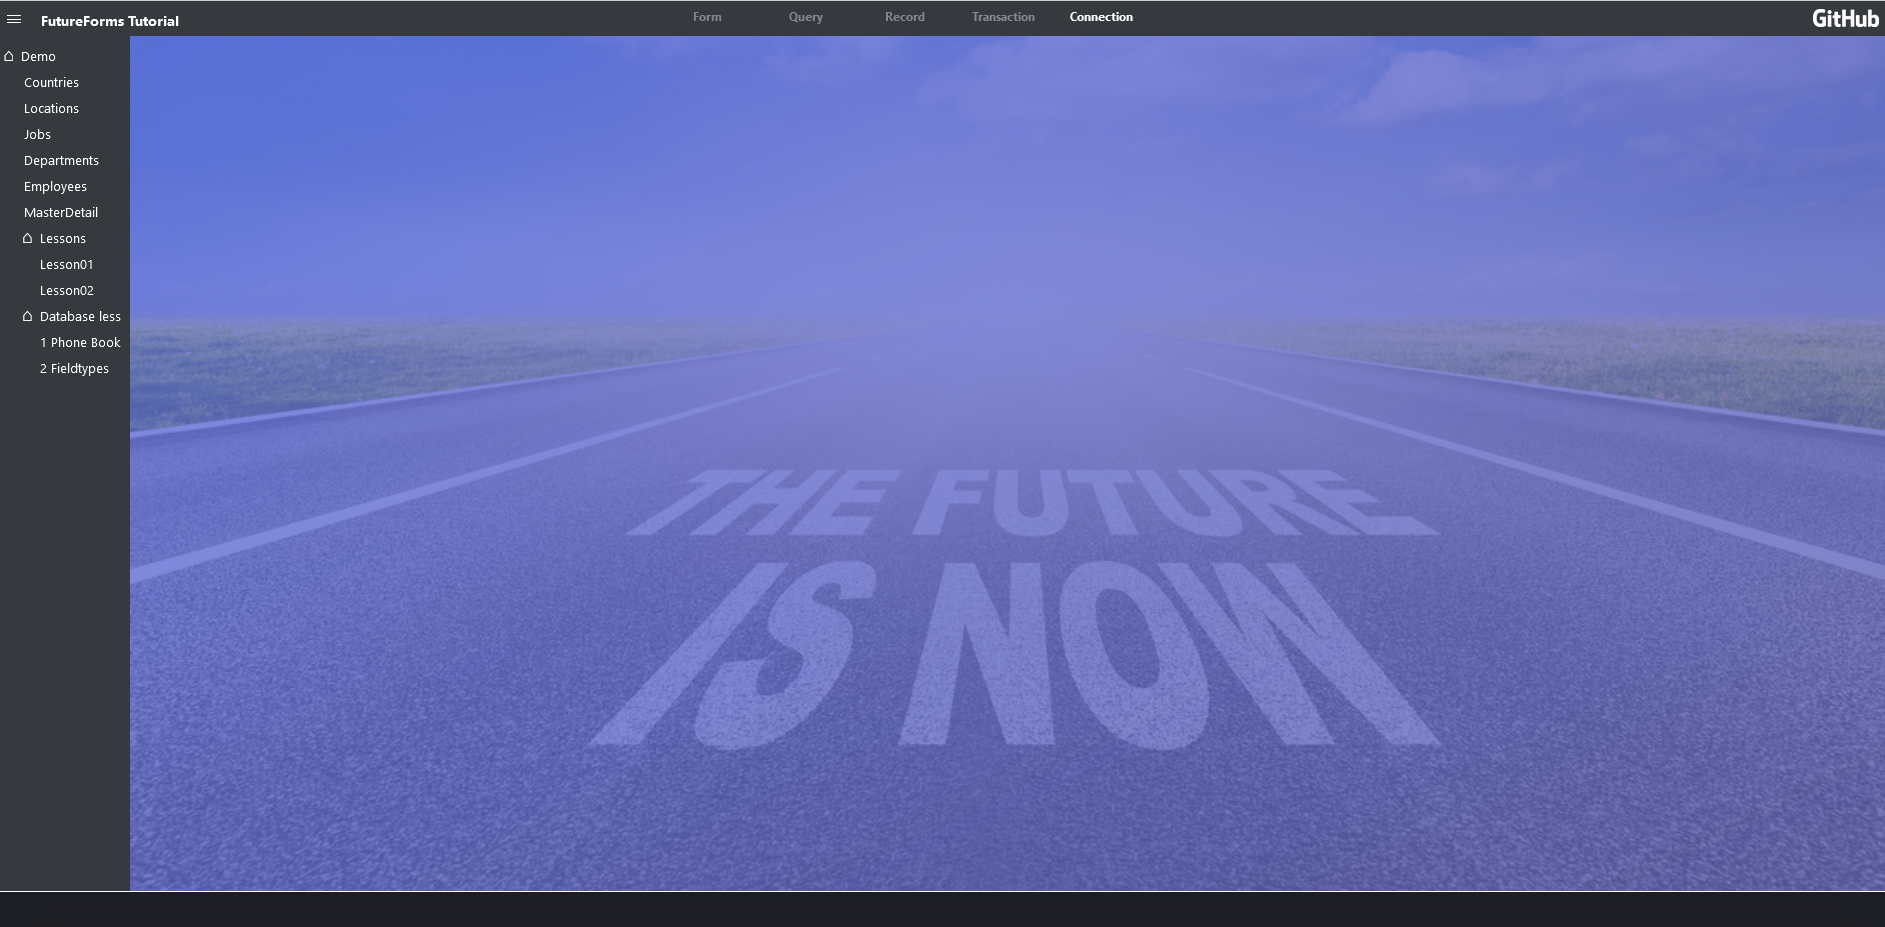 FutureForms Tutorial
Form Query Record Transaction Connection
GitHub
Demo
Countries
Locations
Jobs
Departments
Employees
MasterDetail
Lessons
Lesson01
Lesson02
Database less
1 Phone Book
2 Fieldtypes
THE FUTURE
IS NOW